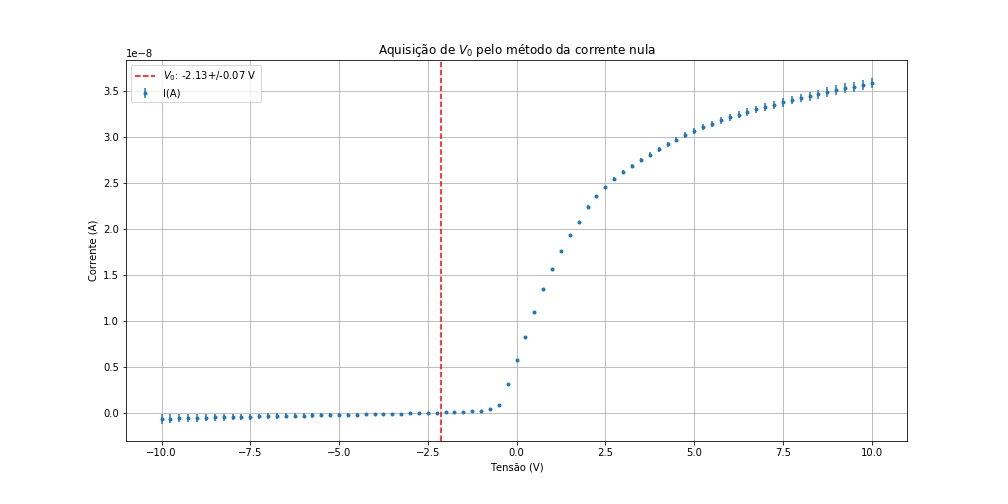 Aquisição de V₀ pelo método da corrente nula
1e−8
V₀: -2.13+/-0.07 V
I(A)
3.5
3.0
2.5
2.0
1.5
1.0
0.5
0.0
Corrente (A)
−10.0 −7.5 −5.0 −2.5 0.0 2.5 5.0 7.5 10.0
Tensão (V)